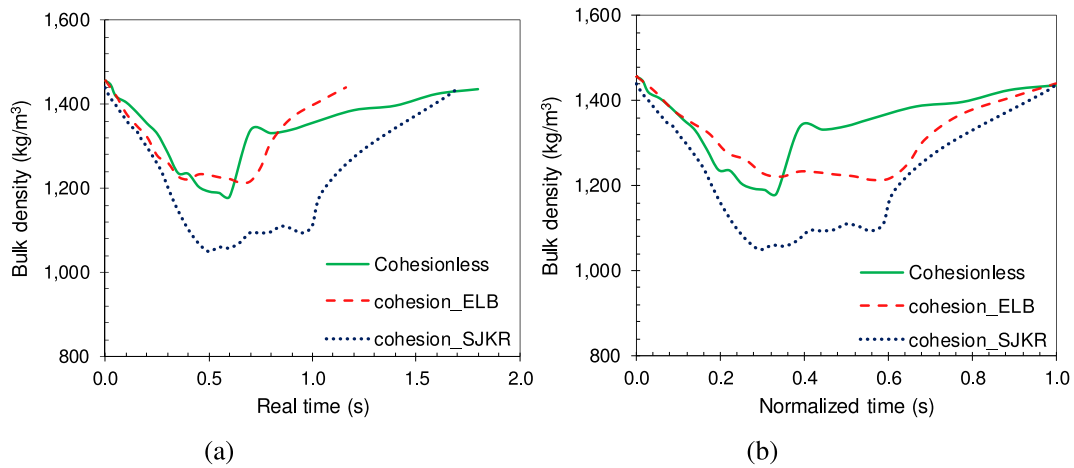 1,600
1,400
1,200
1,000
800
Bulk density (kg/m³)
0.0 0.5 1.0 1.5 2.0
Real time (s)
Cohesionless
cohesion_ELB
cohesion_SJKR
(a)
1,600
1,400
1,200
1,000
800
Bulk density (kg/m³)
0.0 0.2 0.4 0.6 0.8 1.0
Normalized time (s)
Cohesionless
cohesion_ELB
cohesion_SJKR
(b)